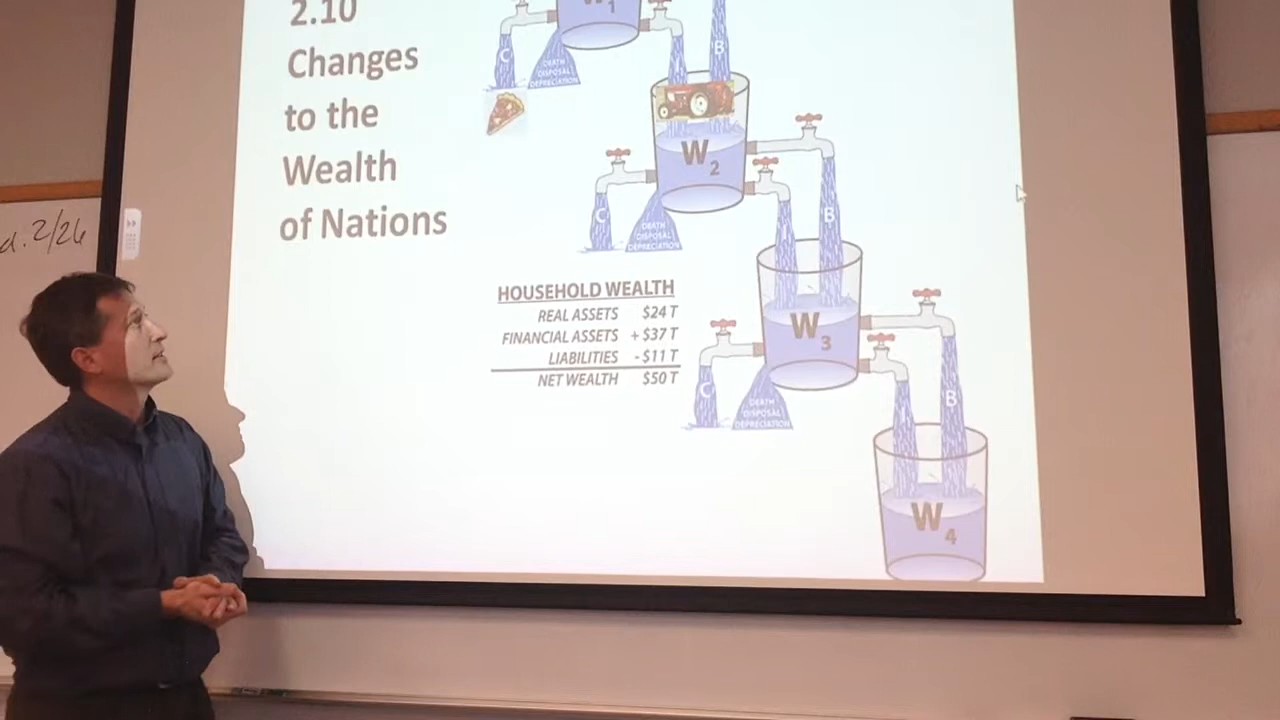 2.10
Changes
to the
Wealth
of Nations
W1
C
I
B
DEATH
DISPOSAL
DEPRECIATION
W2
C
DEATH
DISPOSAL
DEPRECIATION
I
B
HOUSEHOLD WEALTH
REAL ASSETS $24 T
FINANCIAL ASSETS + $37 T
LIABILITIES - $11 T
NET WEALTH $50 T
W3
C
DEATH
DISPOSAL
DEPRECIATION
I
B
W4
d. 2/26